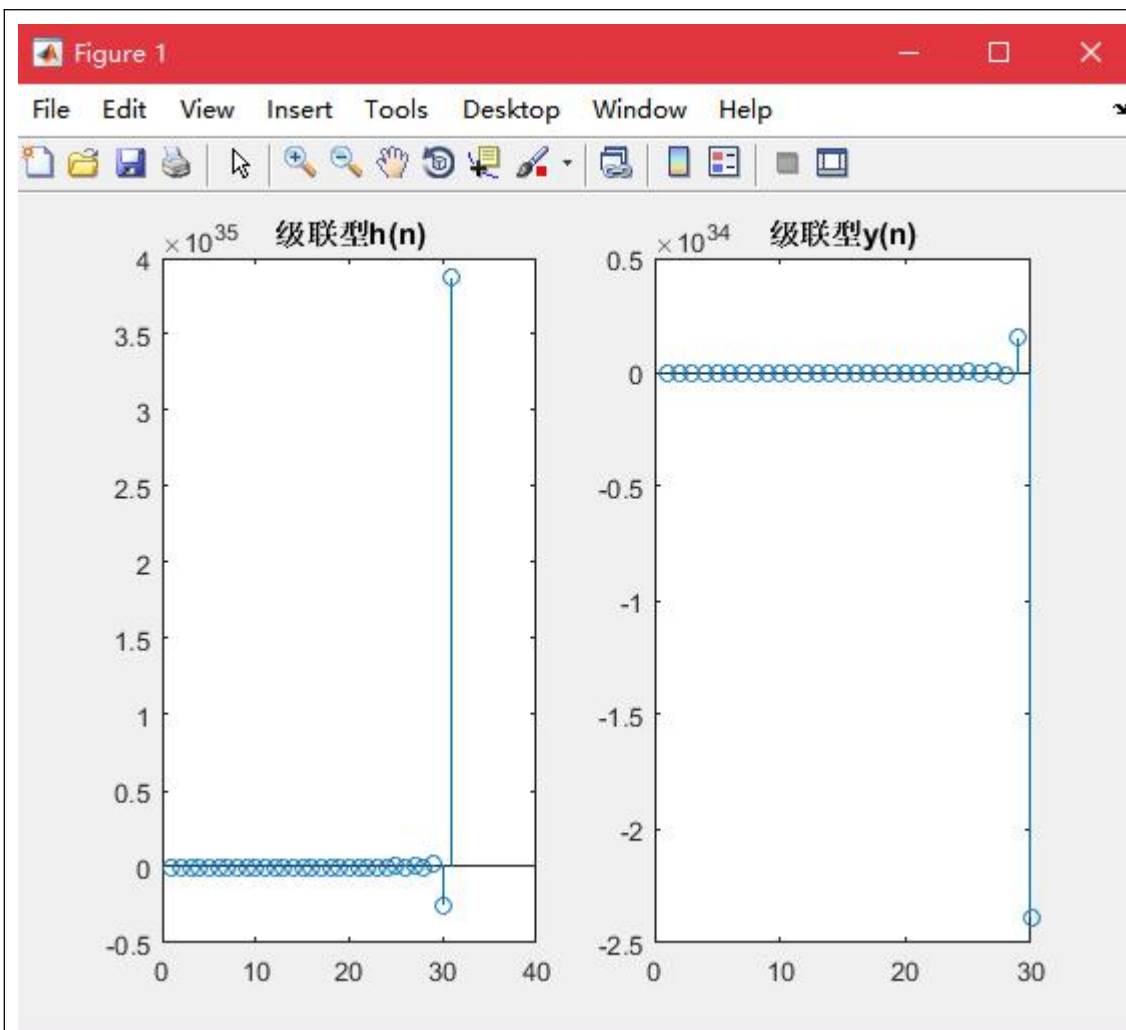 Figure 1
File Edit View Insert Tools Desktop Window Help
×10^35 级联型h(n)
4
3.5
3
2.5
2
1.5
1
0.5
0
-0.5
0 10 20 30 40
×10^34 级联型y(n)
0.5
0
-0.5
-1
-1.5
-2
-2.5
0 10 20 30